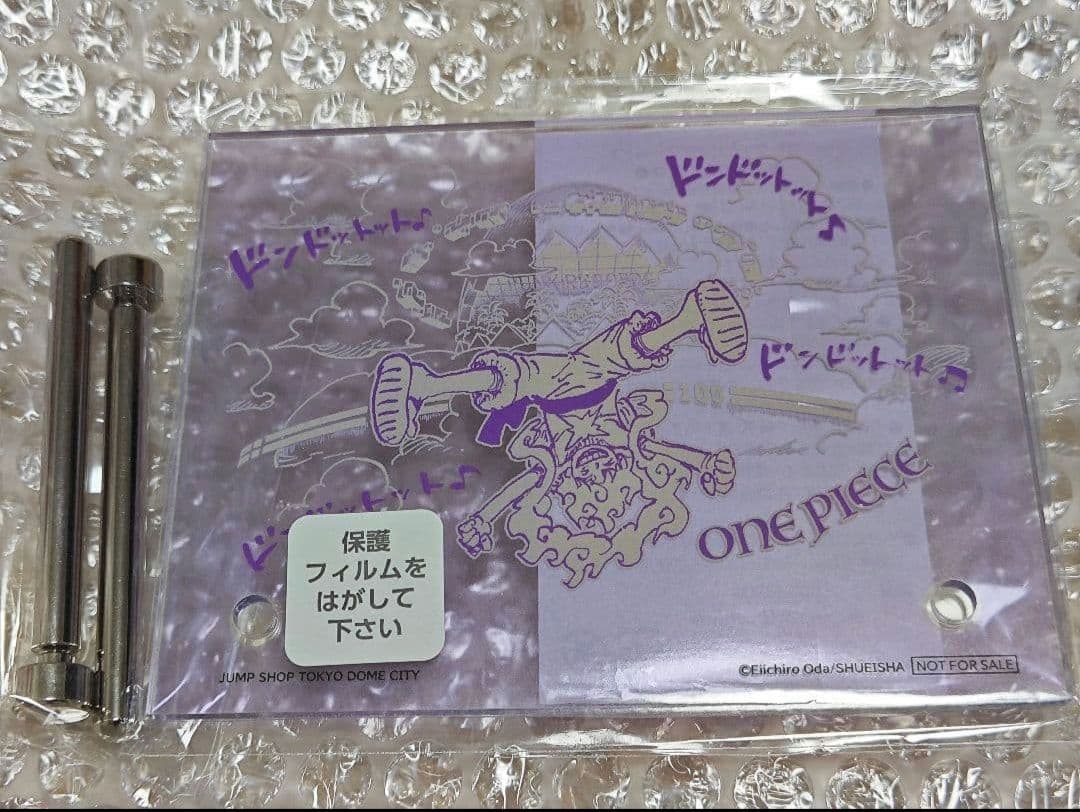 ドンドットット♪
ドンドットット♪
ドンドットット♫
ドンドットット♪
ONE PIECE
保護
フィルムを
はがして
下さい
JUMP SHOP TOKYO DOME CITY
©Eiichiro Oda/SHUEISHA NOT FOR SALE